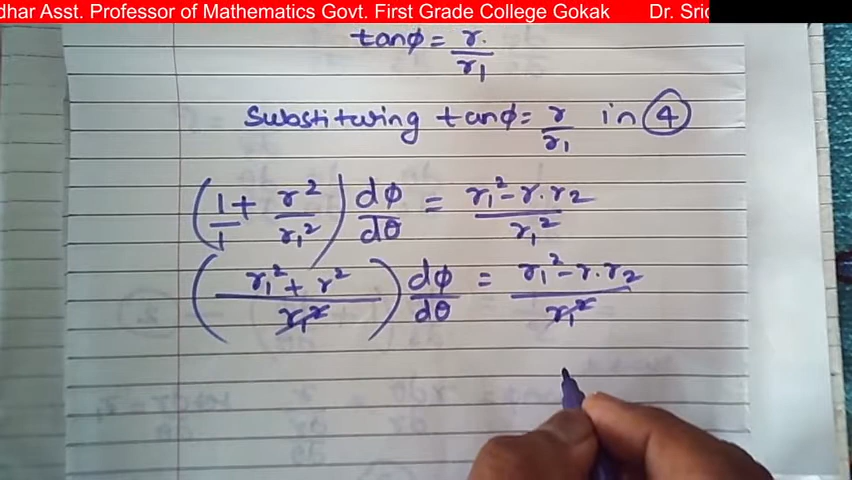 dhar Asst. Professor of Mathematics Govt. First Grade College Gokak Dr. Srid
tanφ = r/r₁
Substituting tanφ = r/r₁ in ④
(1/1 + r²/r₁²) dφ/dθ = (r₁² - r·r₂)/r₁²
((r₁² + r²)/r₁²) dφ/dθ = (r₁² - r·r₂)/r₁²